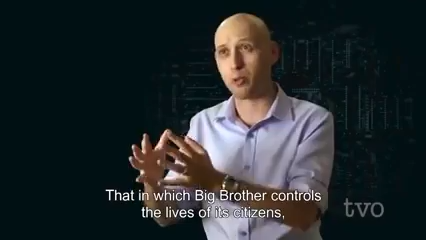 That in which Big Brother controls
the lives of its citizens,
tvo